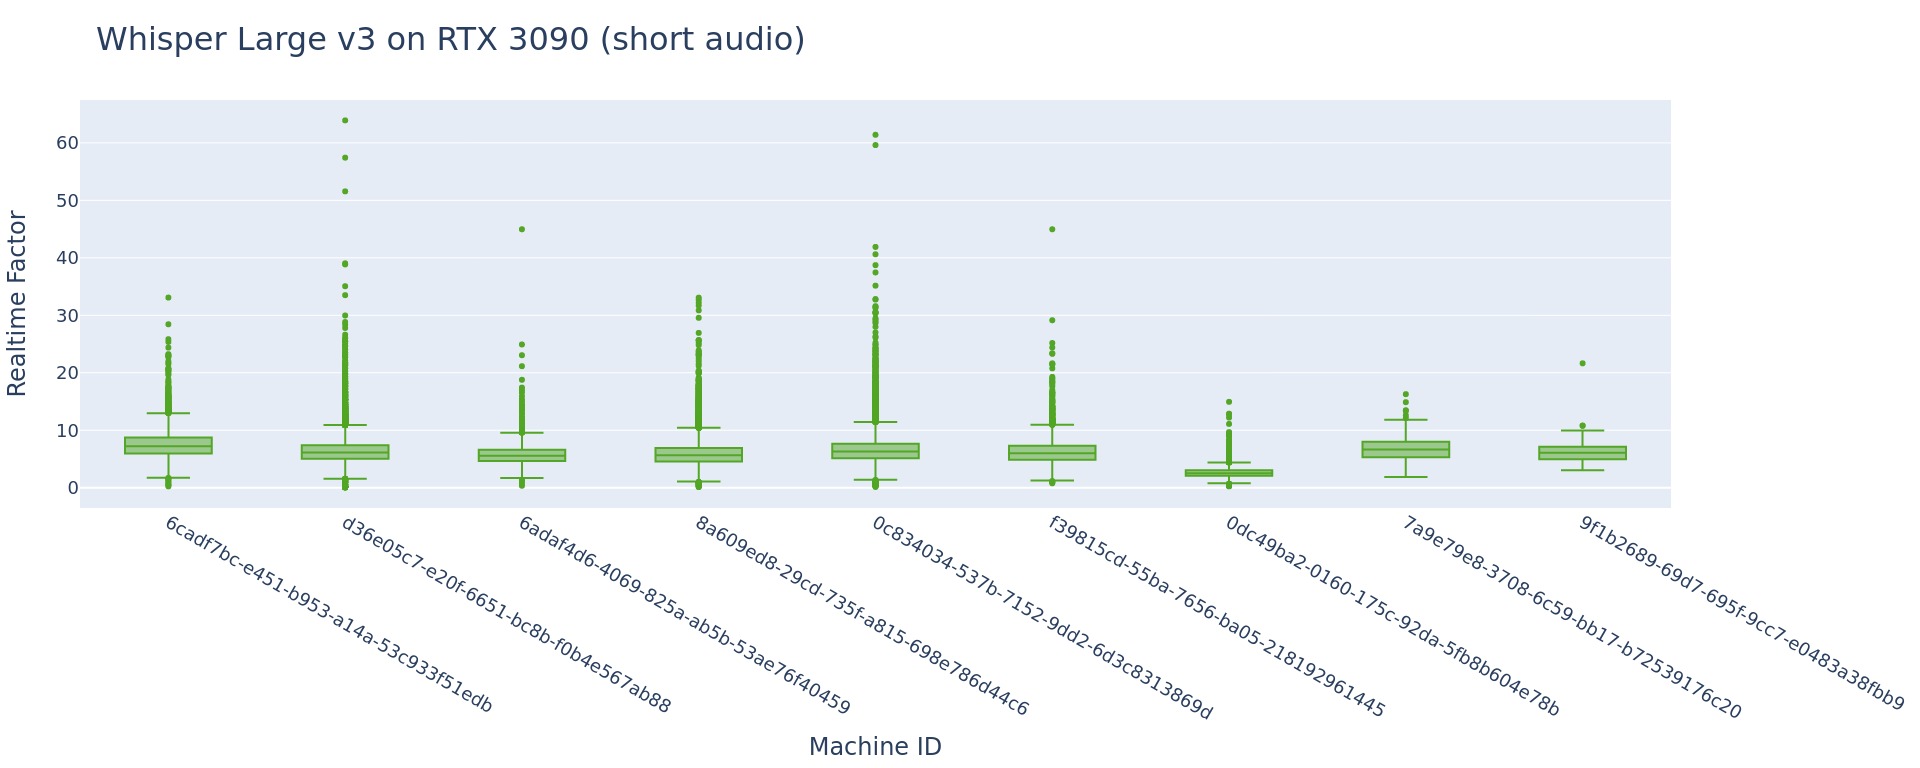 Whisper Large v3 on RTX 3090 (short audio)
Realtime Factor
60
50
40
30
20
10
0
6cadf7bc-e451-b953-a14a-53c933f51edb
d36e05c7-e20f-6651-bc8b-f0b4e567ab88
6adaf4d6-4069-825a-ab5b-53ae76f40459
8a609ed8-29cd-735f-a815-698e786d44c6
0c834034-537b-7152-9dd2-6d3c8313869d
f39815cd-55ba-7656-ba05-218192961445
0dc49ba2-0160-175c-92da-5fb8b604e78b
7a9e79e8-3708-6c59-bb17-b72539176c20
9f1b2689-69d7-695f-9cc7-e0483a38fbb9
Machine ID